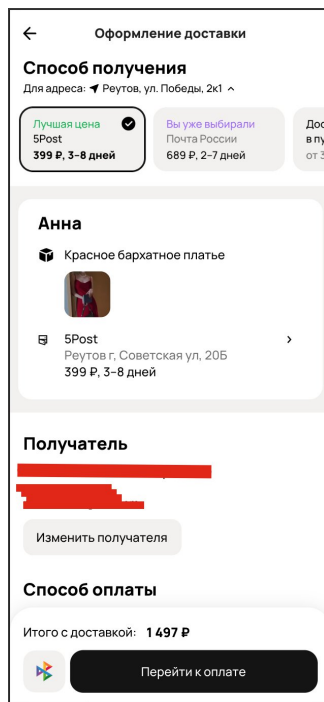 Оформление доставки
Способ получения
Для адреса: Реутов, ул. Победы, 2к1
Лучшая цена
5Post
399 ₽, 3–8 дней
Вы уже выбирали
Почта России
689 ₽, 2–7 дней
в пу
от
Анна
Красное бархатное платье
5Post
Реутов г, Советская ул, 20Б
399 ₽, 3–8 дней
Получатель
Изменить получателя
Способ оплаты
Итого с доставкой: 1 497 ₽
Перейти к оплате